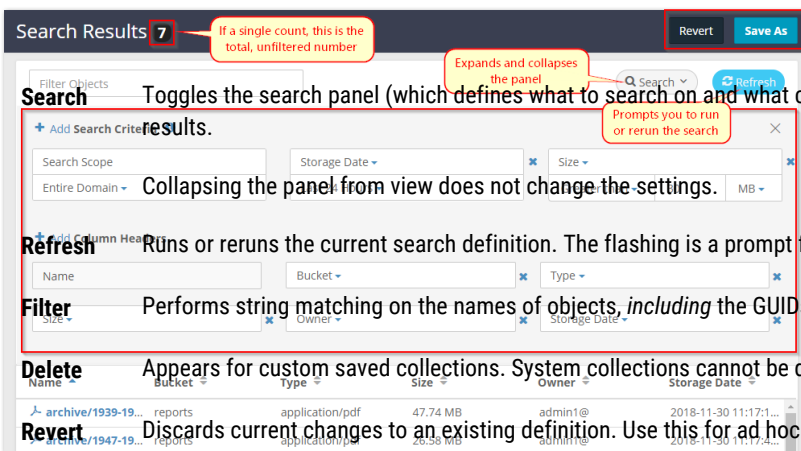 Search Results 7
If a single count, this is the
total, unfiltered number
Revert
Save As
Expands and collapses
the panel
Filter Objects
Search
Refresh
Search Toggles the search panel (which defines what to search on and what
Prompts you to run
or rerun the search
+ Add Search Criteria
results.
Search Scope
Storage Date
Size
Entire Domain
Collapsing the panel from view does not change the settings.
MB
+ Add Column Headers
Refresh Runs or reruns the current search definition. The flashing is a prompt
Name
Bucket
Type
Filter Performs string matching on the names of objects, including the GUID
Size
Owner
Storage Date
Delete Appears for custom saved collections. System collections cannot be
Name
Bucket
Type
Size
Owner
Storage Date
archive/1939-19... reports application/pdf 47.74 MB admin1@ 2018-11-30 11:17:1...
Revert Discards current changes to an existing definition. Use this for ad hoc
archive/1947-19... reports application/pdf 26.58 MB admin1@ 2018-11-30 11:17:4...